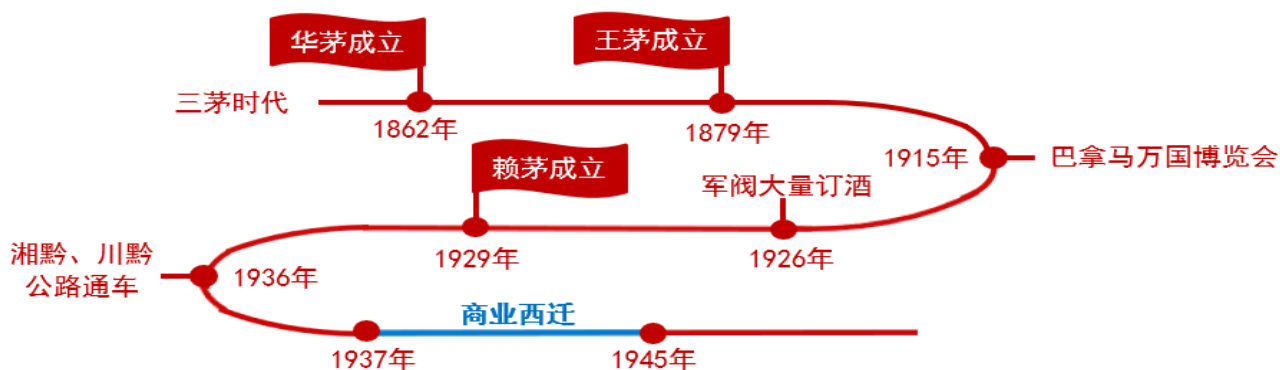 华茅成立
王茅成立
三茅时代
1862年
1879年
1915年
巴拿马万国博览会
赖茅成立
军阀大量订酒
1929年
1926年
湘黔、川黔
公路通车
1936年
商业西迁
1937年
1945年